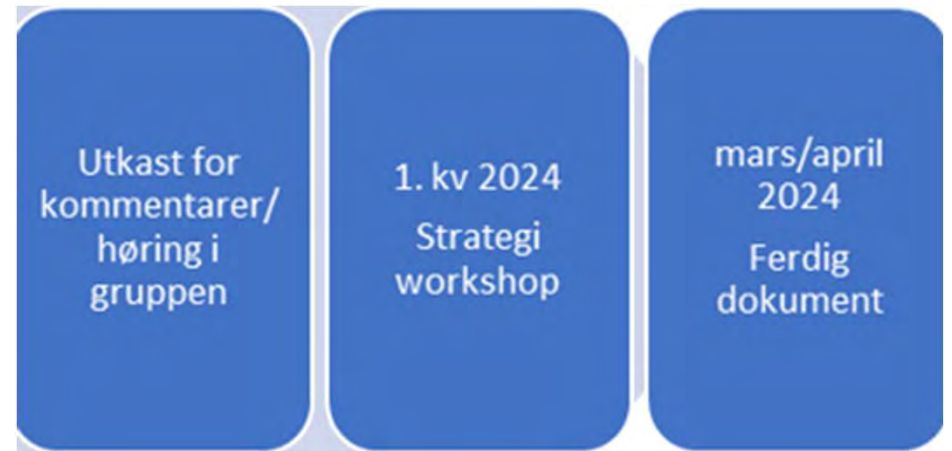 Utkast for
kommentarer/
høring i
gruppen
1. kv 2024
Strategi
workshop
mars/april
2024
Ferdig
dokument